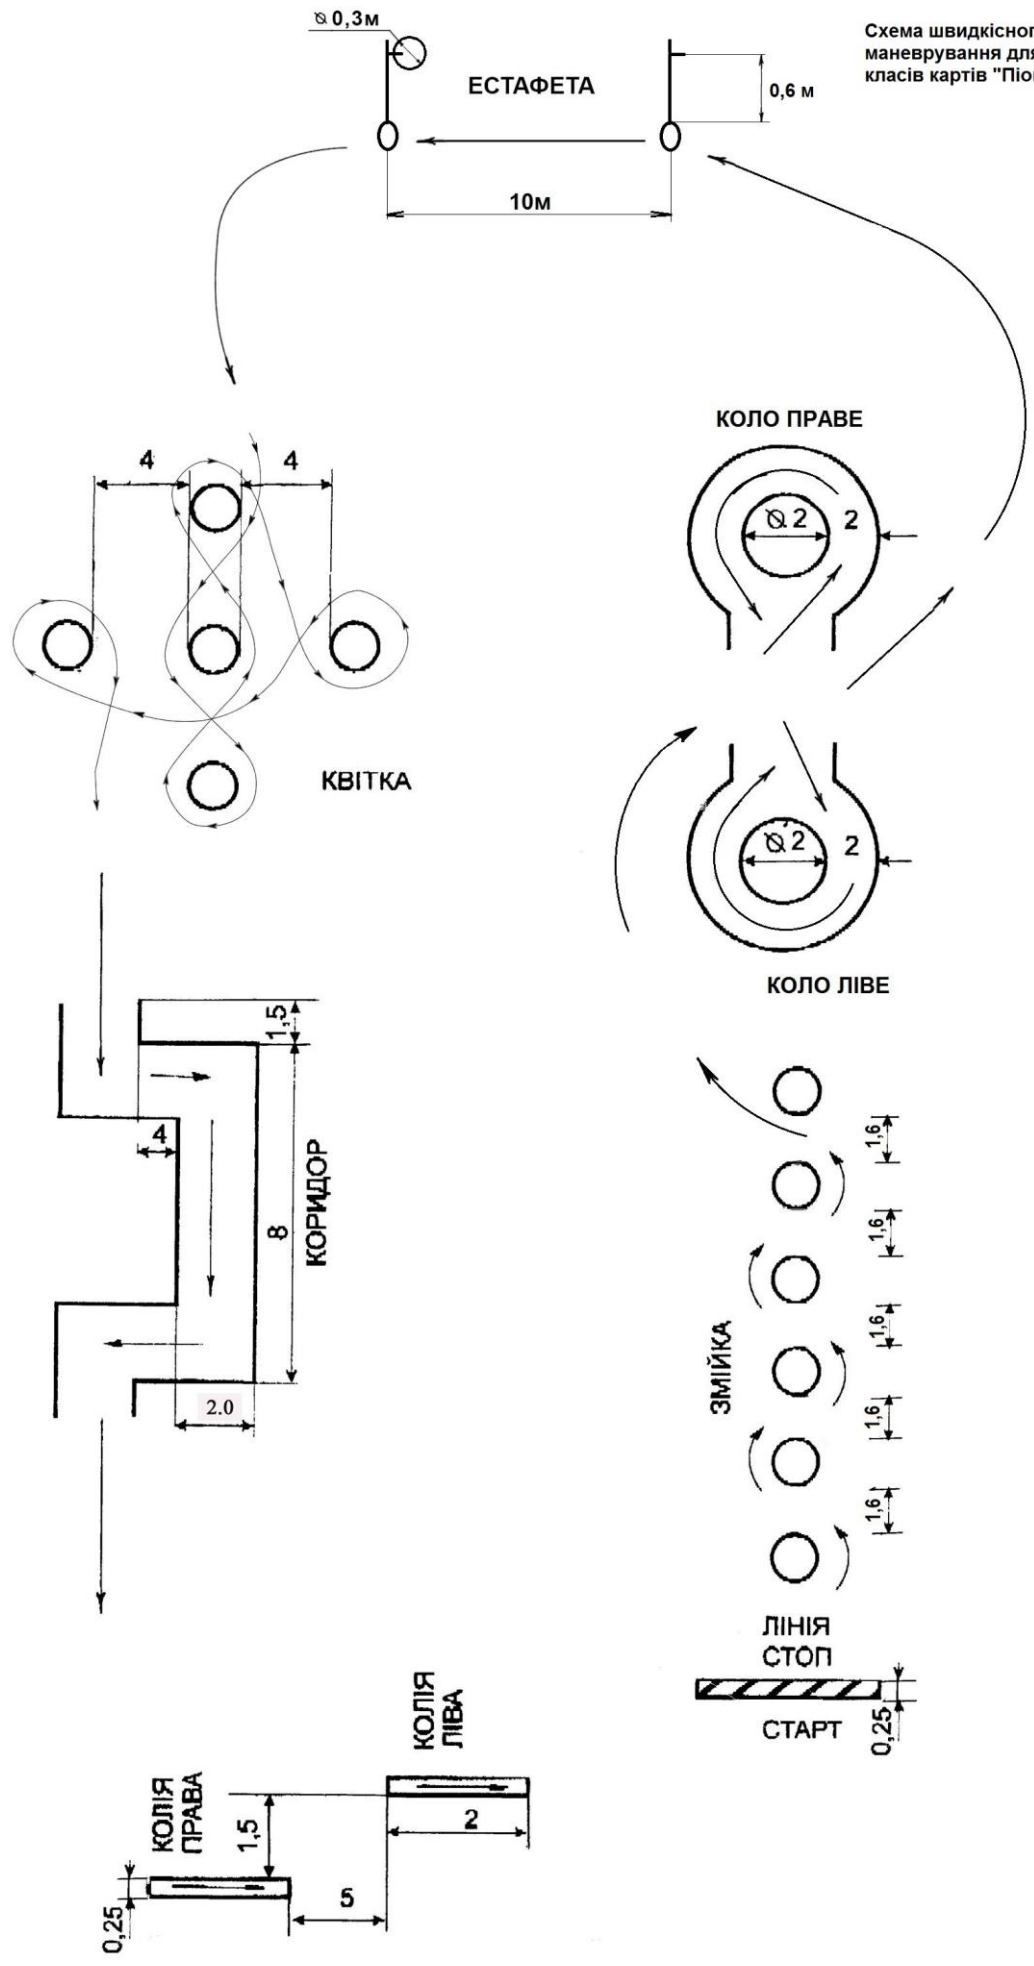 ⌀ 0,3м
Схема швидкісног
маневрування для
класів картів "Піо
ЕСТАФЕТА
0,6 м
10м
КОЛО ПРАВЕ
4
4
⌀ 2
2
КВІТКА
⌀ 2
2
КОЛО ЛІВЕ
1,5
4
8
КОРИДОР
2.0
1,6
1,6
1,6
1,6
1,6
ЗМІЙКА
ЛІНІЯ
СТОП
СТАРТ
0,25
КОЛІЯ
ЛІВА
КОЛІЯ
ПРАВА
1,5
2
5
0,25